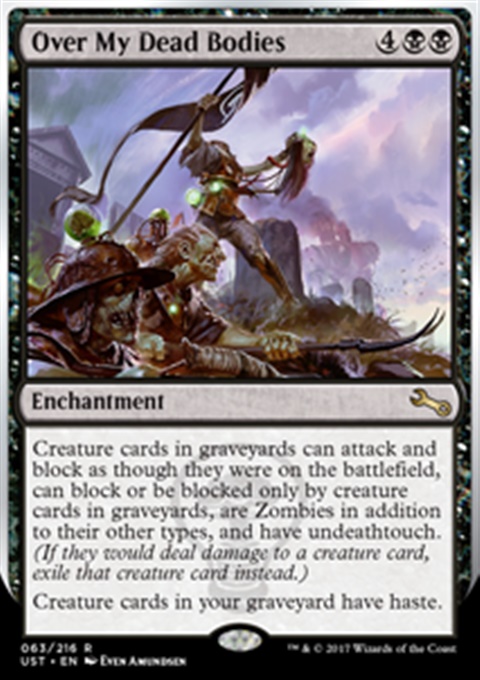 Over My Dead Bodies 4
Enchantment
Creature cards in graveyards can attack and
block as though they were on the battlefield,
can block or be blocked only by creature
cards in graveyards, are Zombies in addition
to their other types, and have undeathtouch.
(If they would deal damage to a creature card,
exile that creature card instead.)
Creature cards in your graveyard have haste.
063/216 R
UST • EN Even Amundsen
™ & © 2017 Wizards of the Coast